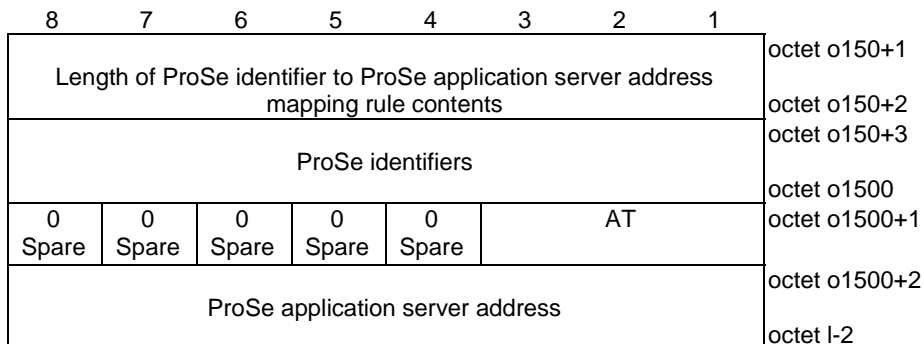 8 7 6 5 4 3 2 1
Length of ProSe identifier to ProSe application server address
mapping rule contents
octet o150+1
octet o150+2
ProSe identifiers
octet o150+3
octet o1500
0 0 0 0 0 AT
Spare Spare Spare Spare Spare
octet o1500+1
ProSe application server address
octet o1500+2
octet l-2